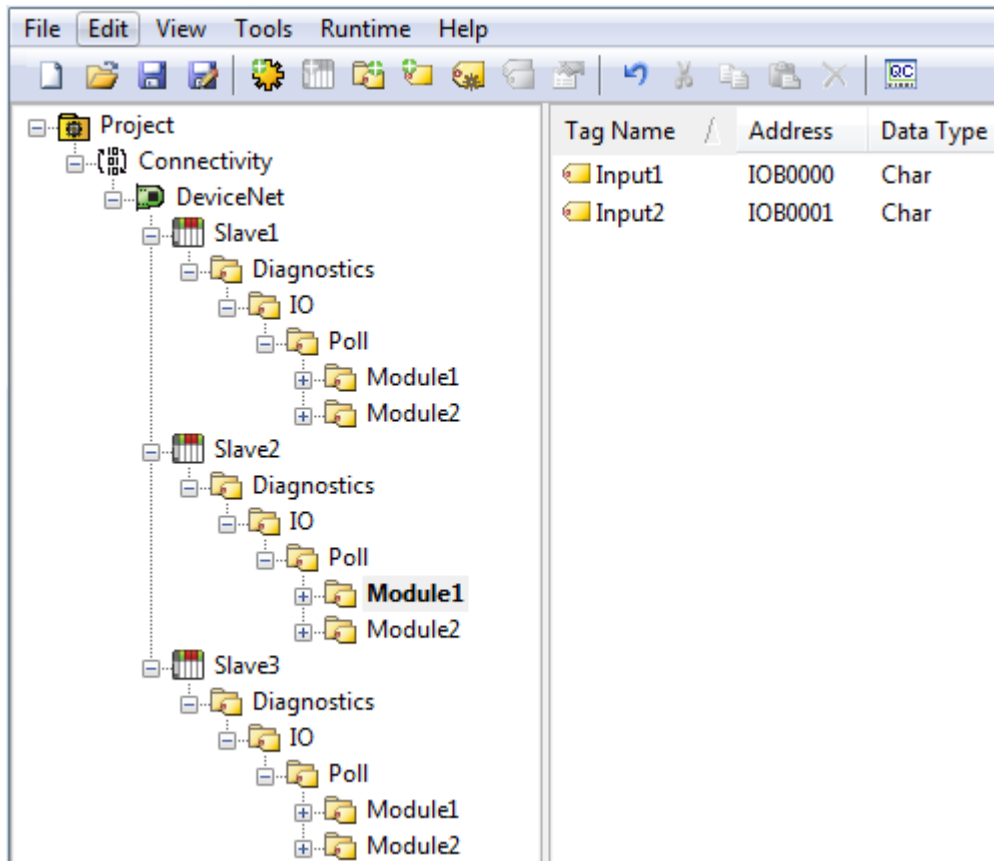 File Edit View Tools Runtime Help
QC
Project
Connectivity
DeviceNet
Slave1
Diagnostics
IO
Poll
Module1
Module2
Slave2
Diagnostics
IO
Poll
Module1
Module2
Slave3
Diagnostics
IO
Poll
Module1
Module2
Tag Name Address Data Type
Input1 IOB0000 Char
Input2 IOB0001 Char